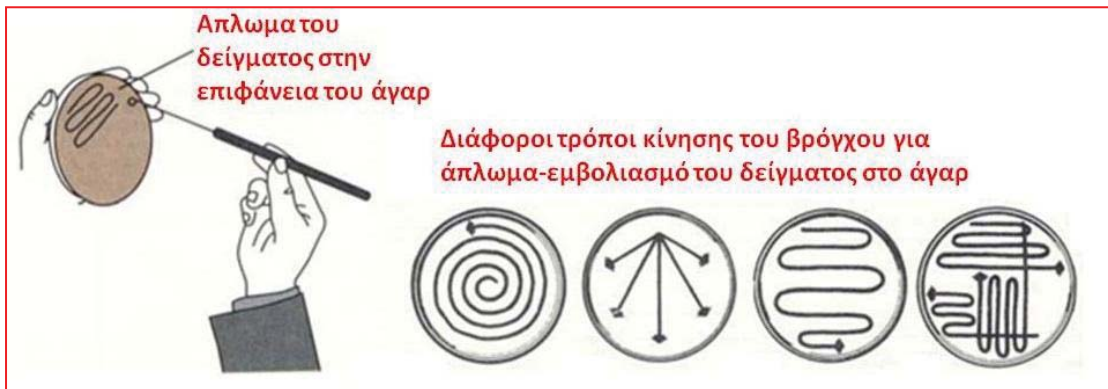 Απλωμα του
δείγματος στην
επιφάνεια του άγαρ
Διάφοροι τρόποι κίνησης του βρόγχου για
άπλωμα-εμβολιασμό του δείγματος στο άγαρ